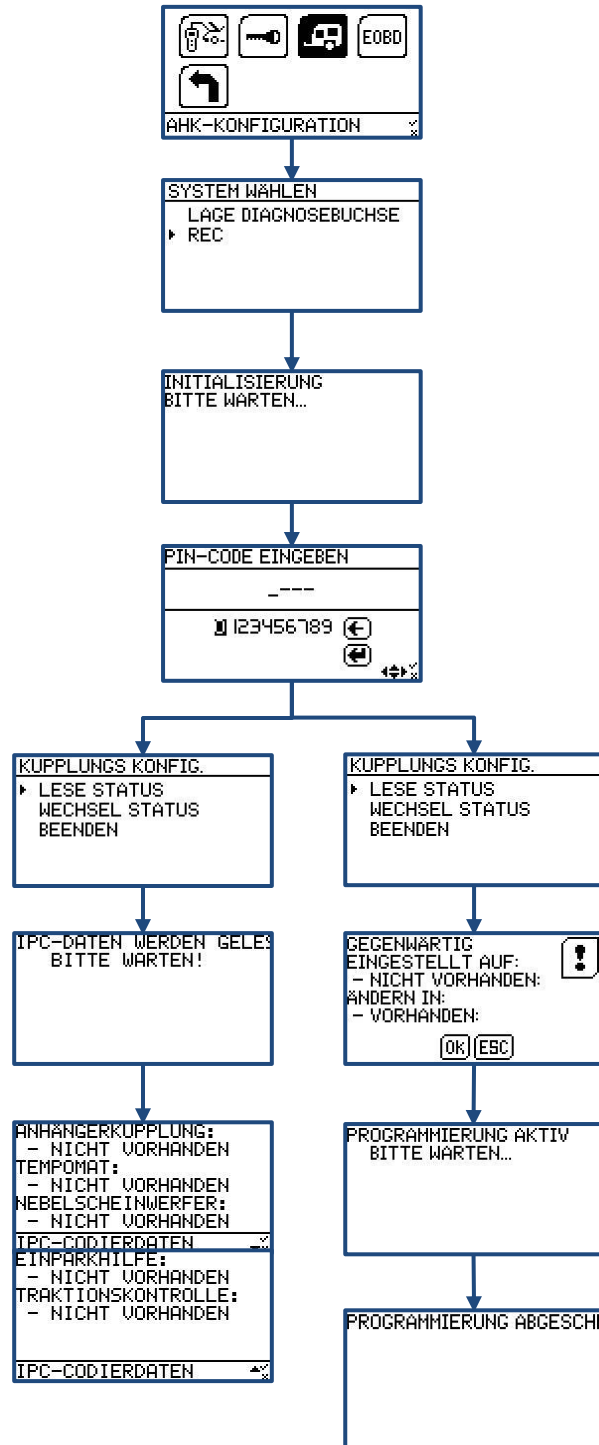 EOBD
AHK-KONFIGURATION
SYSTEM WÄHLEN
LAGE DIAGNOSEBUCHSE
REC
INITIALISIERUNG
BITTE WARTEN...
PIN-CODE EINGEBEN
_---
0123456789
KUPPLUNGS KONFIG.
LESE STATUS
WECHSEL STATUS
BEENDEN
IPC-DATEN WERDEN GELES
BITTE WARTEN!
ANHÄNGERKUPPLUNG:
- NICHT VORHANDEN
TEMPOMAT:
- NICHT VORHANDEN
NEBELSCHEINWERFER:
- NICHT VORHANDEN
IPC-CODIERDATEN
EINPARKHILFE:
- NICHT VORHANDEN
TRAKTIONSKONTROLLE:
- NICHT VORHANDEN
IPC-CODIERDATEN
KUPPLUNGS KONFIG.
LESE STATUS
WECHSEL STATUS
BEENDEN
GEGENWÄRTIG
EINGESTELLT AUF:
- NICHT VORHANDEN:
ÄNDERN IN:
- VORHANDEN:
OK ESC
PROGRAMMIERUNG AKTIV
BITTE WARTEN...
PROGRAMMIERUNG ABGESCH